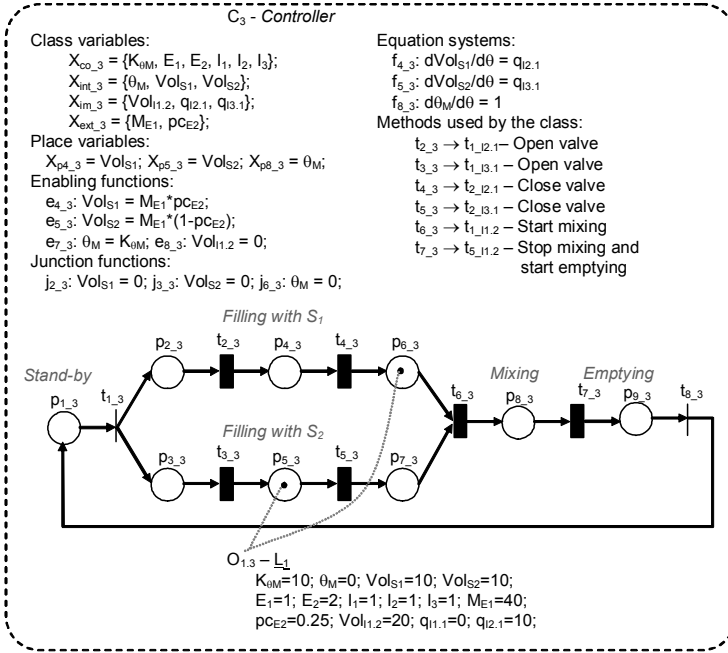 C3 - Controller
Class variables:
Xco_3 = {KθM, E1, E2, I1, I2, I3};
Xint_3 = {θM, VolS1, VolS2};
Xim_3 = {VolI1.2, qI2.1, qI3.1};
Xext_3 = {ME1, pcE2};
Place variables:
Xp4_3 = VolS1; Xp5_3 = VolS2; Xp8_3 = θM;
Enabling functions:
e4_3: VolS1 = ME1*pcE2;
e5_3: VolS2 = ME1*(1-pcE2);
e7_3: θM = KθM; e8_3: VolI1.2 = 0;
Junction functions:
j2_3: VolS1 = 0; j3_3: VolS2 = 0; j6_3: θM = 0;
Equation systems:
f4_3: dVolS1/dθ = qI2.1
f5_3: dVolS2/dθ = qI3.1
f8_3: dθM/dθ = 1
Methods used by the class:
t2_3 → t1_I2.1 – Open valve
t3_3 → t1_I3.1 – Open valve
t4_3 → t2_I2.1 – Close valve
t5_3 → t2_I3.1 – Close valve
t6_3 → t1_I1.2 – Start mixing
t7_3 → t5_I1.2 – Stop mixing and
start emptying
Filling with S1
p2_3 t2_3 p4_3 t4_3 p6_3
Stand-by
Mixing Emptying
p1_3 t1_3 t6_3 p8_3 t7_3 p9_3 t8_3
Filling with S2
p3_3 t3_3 p5_3 t5_3 p7_3
O1.3 – L1
KθM=10; θM=0; VolS1=10; VolS2=10;
E1=1; E2=2; I1=1; I2=1; I3=1; ME1=40;
pcE2=0.25; VolI1.2=20; qI1.1=0; qI2.1=10;